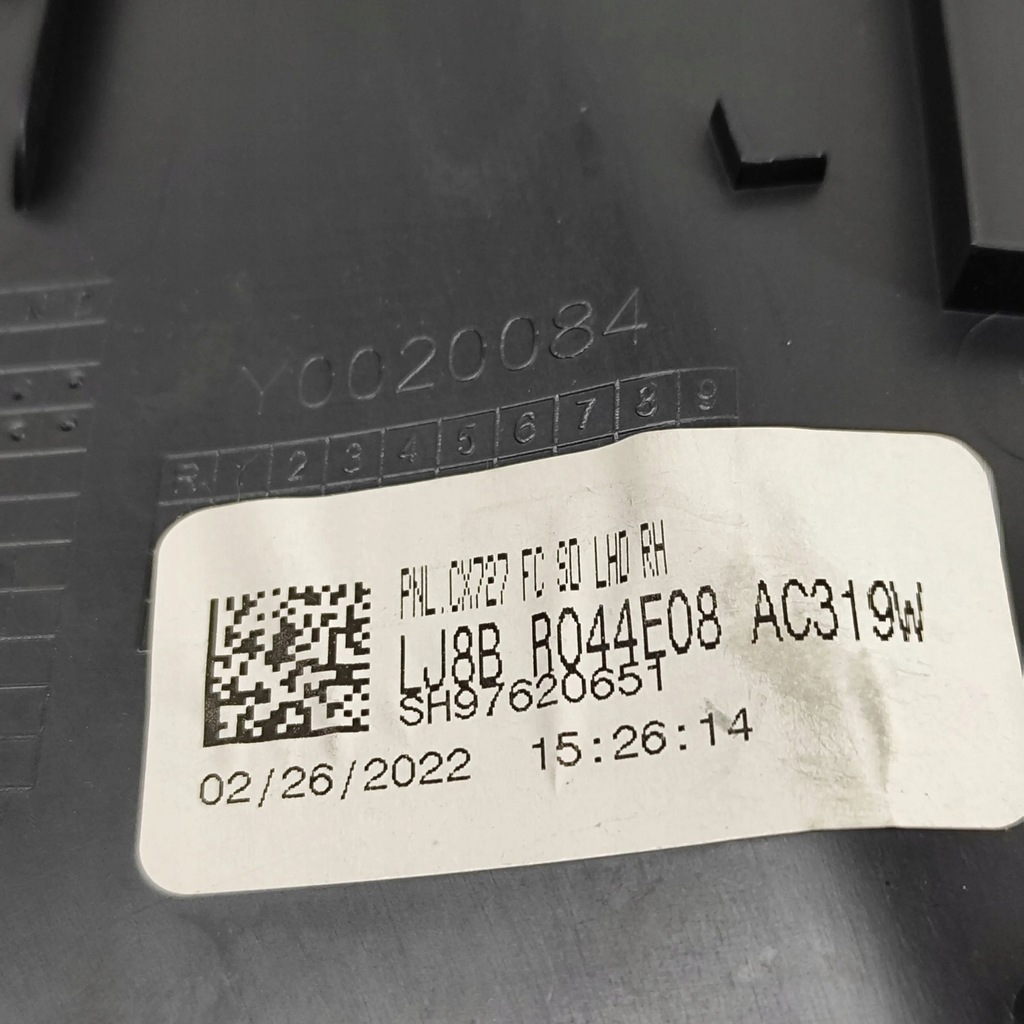 Y0020084
R 1 2 3 4 5 6 7 8 9
PNL.CX727 FC SD LHD RH
LJ8B R044E08 AC319W
SH97620651
02/26/2022 15:26:14